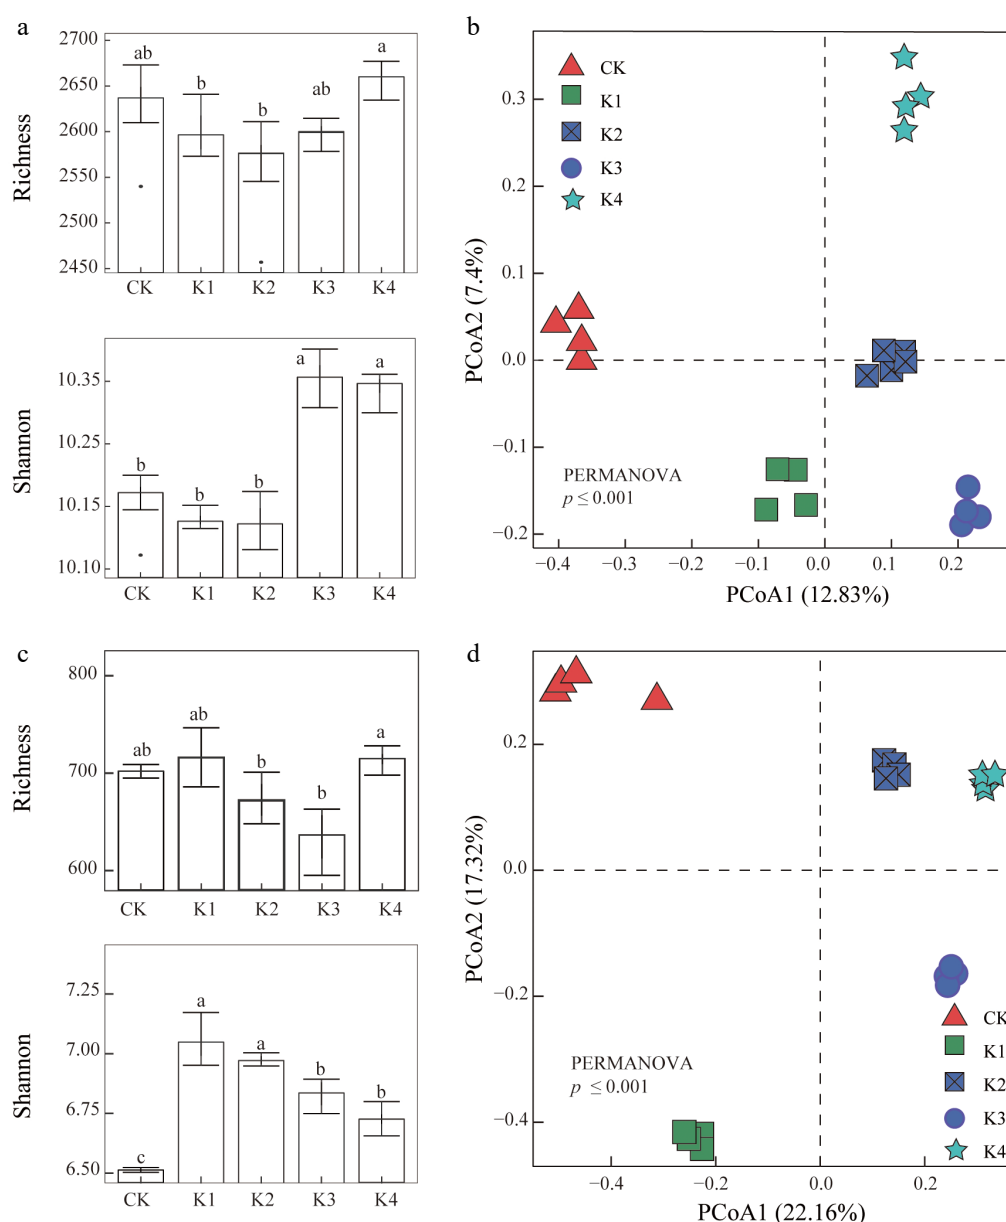 a
2700
2650
2600
2550
2500
2450
Richness
ab
b
b
ab
a
CK K1 K2 K3 K4
10.35
10.25
10.15
10.10
Shannon
b
b
b
a
a
CK K1 K2 K3 K4
b
0.3
0.2
0.1
0.0
−0.1
−0.2
PCoA2 (7.4%)
CK
K1
K2
K3
K4
PERMANOVA
p ≤ 0.001
−0.4 −0.3 −0.2 −0.1 0.0 0.1 0.2
PCoA1 (12.83%)
c
800
700
600
Richness
ab
ab
b
b
a
CK K1 K2 K3 K4
7.25
7.00
6.75
6.50
Shannon
c
a
a
b
b
CK K1 K2 K3 K4
d
0.2
0.0
−0.2
−0.4
PCoA2 (17.32%)
PERMANOVA
p ≤ 0.001
CK
K1
K2
K3
K4
−0.4 −0.2 0.0 0.2
PCoA1 (22.16%)